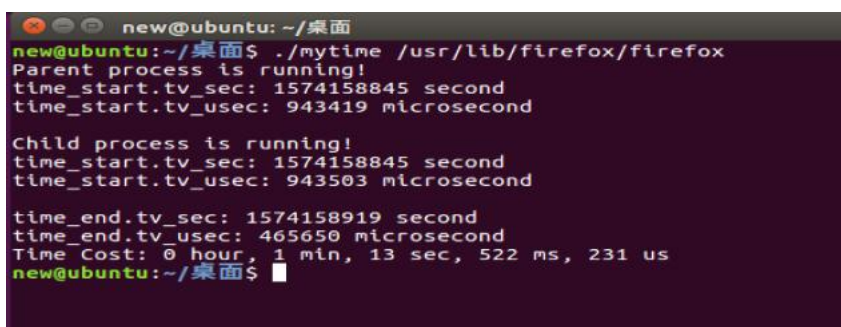 new@ubuntu: ~/桌面
new@ubuntu:~/桌面$ ./mytime /usr/lib/firefox/firefox
Parent process is running!
time_start.tv_sec: 1574158845 second
time_start.tv_usec: 943419 microsecond
Child process is running!
time_start.tv_sec: 1574158845 second
time_start.tv_usec: 943503 microsecond
time_end.tv_sec: 1574158919 second
time_end.tv_usec: 465650 microsecond
Time Cost: 0 hour, 1 min, 13 sec, 522 ms, 231 us
new@ubuntu:~/桌面$